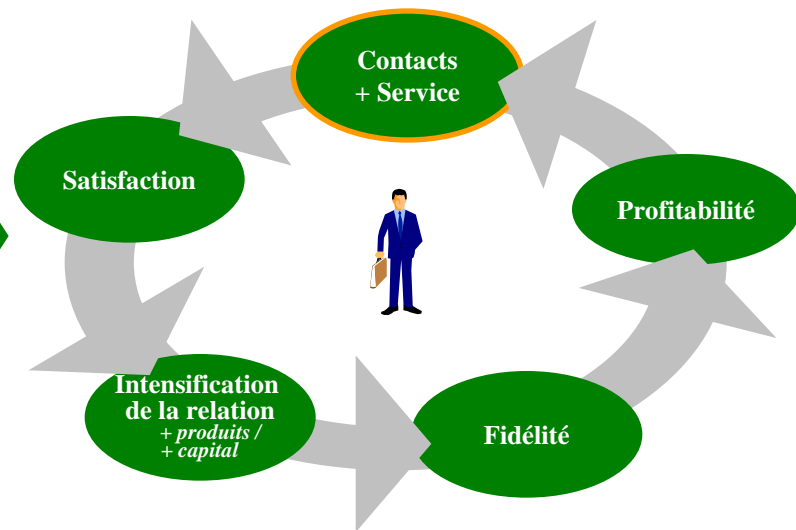 Contacts
+ Service
Satisfaction
Profitabilité
Intensification
de la relation
+ produits /
+ capital
Fidélité